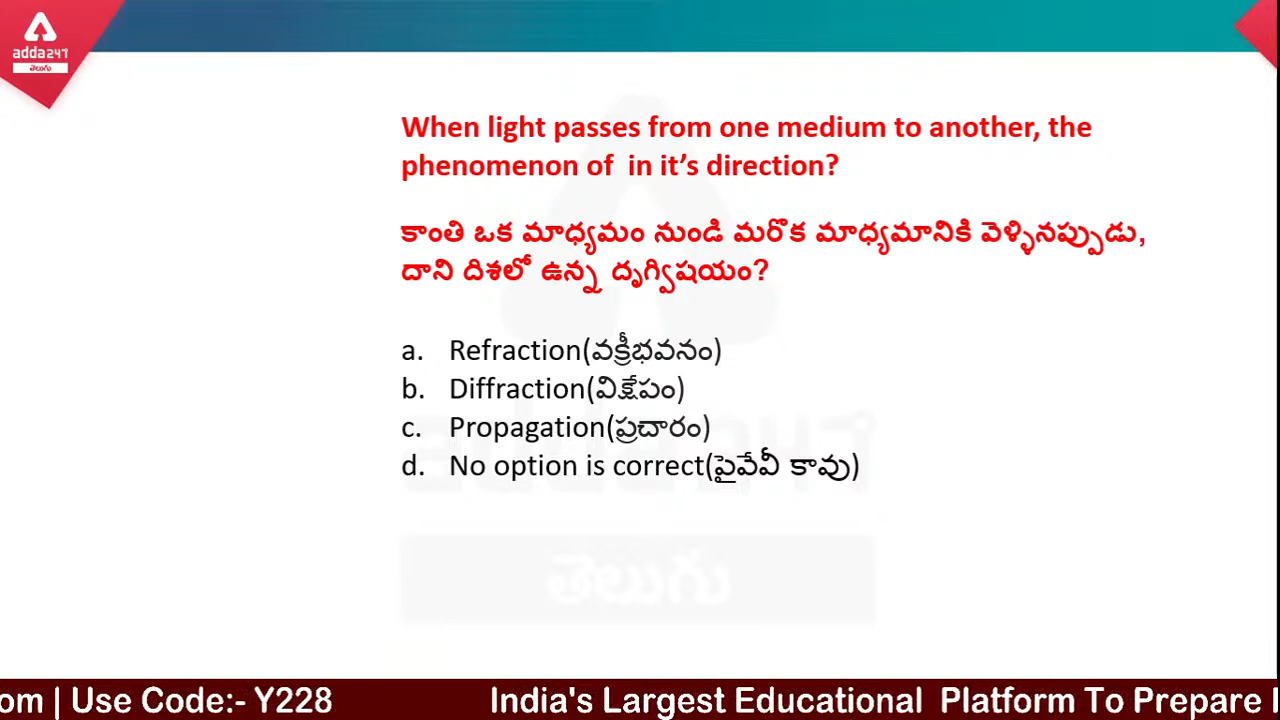 adda247
తెలుగు
When light passes from one medium to another, the
phenomenon of in it's direction?
కాంతి ఒక మాధ్యమం నుండి మరొక మాధ్యమానికి వెళ్ళినప్పుడు,
దాని దిశలో ఉన్న దృగ్విషయం?
a. Refraction(వక్రీభవనం)
b. Diffraction(విక్షేపం)
c. Propagation(ప్రచారం)
d. No option is correct(పైవేవీ కావు)
adda247
తెలుగు
om | Use Code:- Y228 India's Largest Educational Platform To Prepare